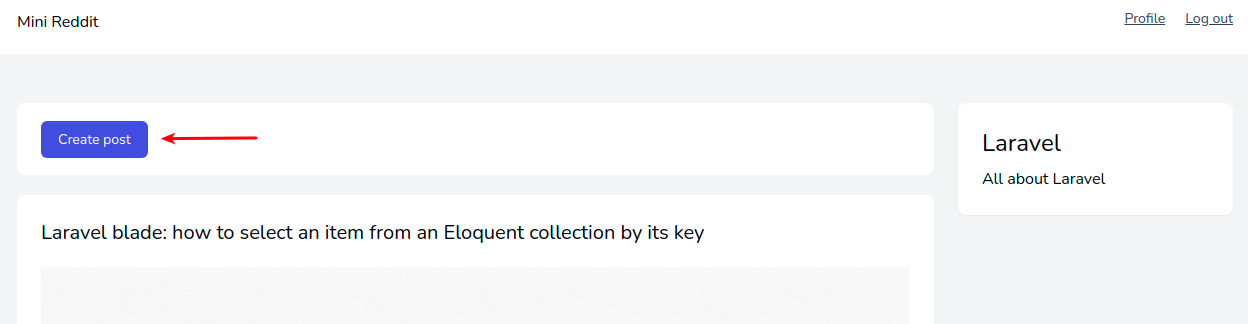 Mini Reddit
Profile Log out
Create post
Laravel
All about Laravel
Laravel blade: how to select an item from an Eloquent collection by its key